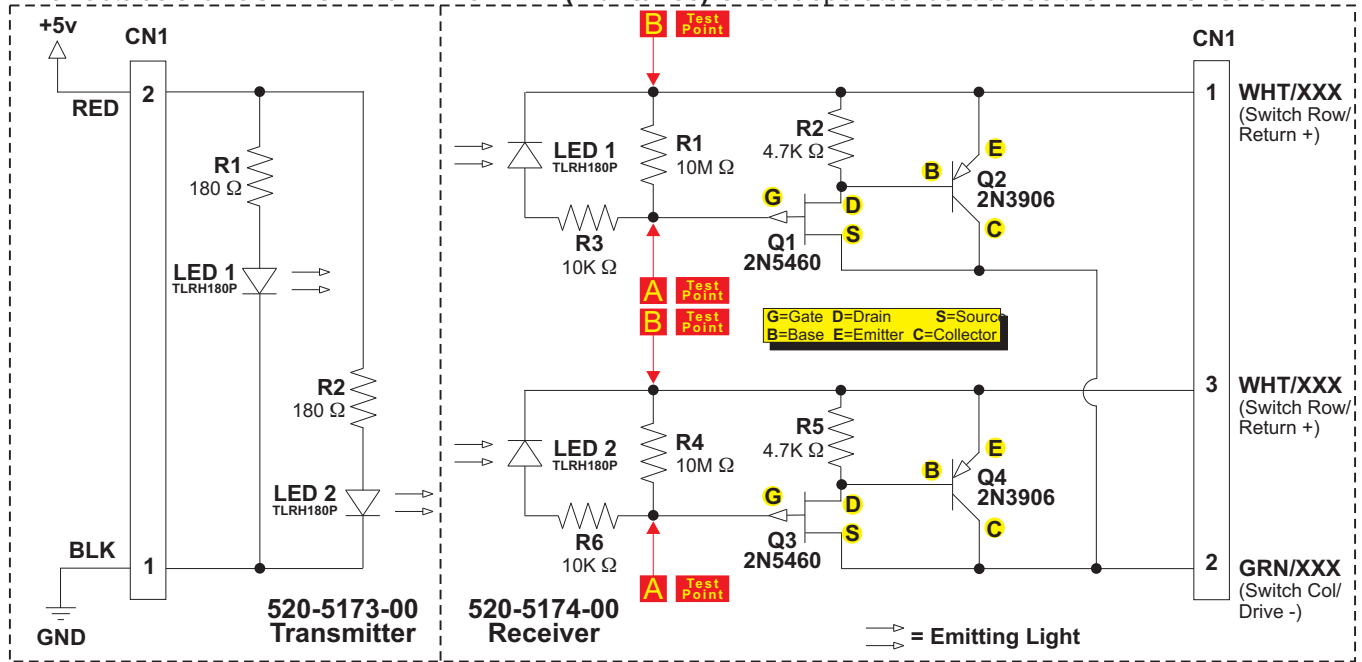 +5v
CN1
RED
2
R1
180 Ω
LED 1
TLRH180P
R2
180 Ω
LED 2
TLRH180P
BLK
1
GND
520-5173-00
Transmitter
B Test Point
LED 1
TLRH180P
R1
10M Ω
R3
10K Ω
A Test Point
R2
4.7K Ω
G
D
S
Q1
2N5460
B
E
C
Q2
2N3906
G=Gate D=Drain S=Source
B=Base E=Emitter C=Collector
B Test Point
LED 2
TLRH180P
R4
10M Ω
R6
10K Ω
A Test Point
R5
4.7K Ω
G
D
S
Q3
2N5460
B
E
C
Q4
2N3906
CN1
1
WHT/XXX
(Switch Row/
Return +)
3
WHT/XXX
(Switch Row/
Return +)
2
GRN/XXX
(Switch Col/
Drive -)
520-5174-00
Receiver
= Emitting Light